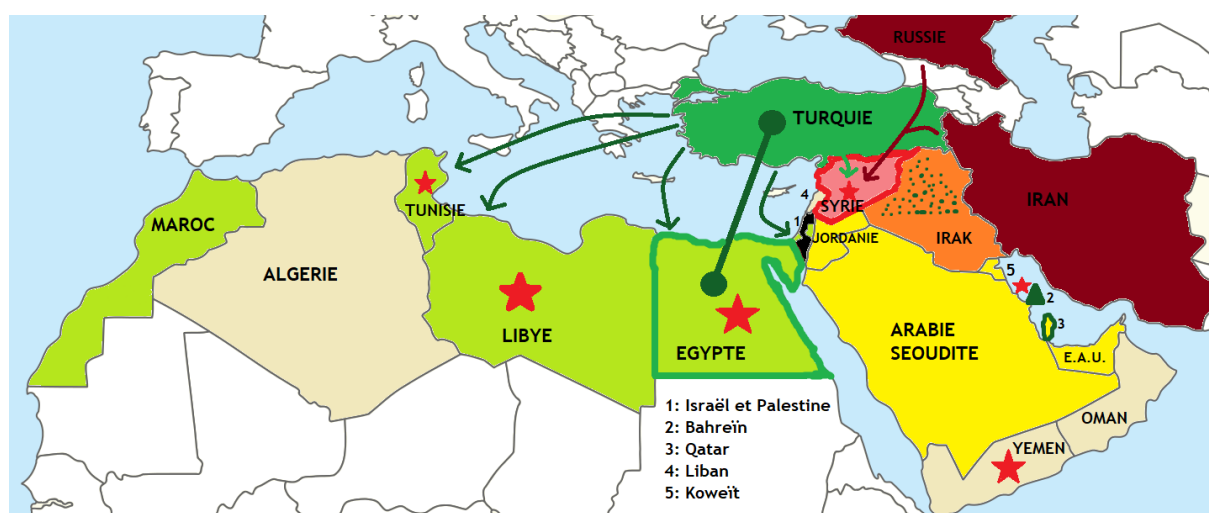 RUSSIE
TURQUIE
4
SYRIE
IRAN
TUNISIE
MAROC
1
JORDANIE
IRAK
ALGERIE
5
2
LIBYE
3
ARABIE
SEOUDITE
EGYPTE
E.A.U.
1: Israël et Palestine
2: Bahreïn
3: Qatar
4: Liban
5: Koweït
OMAN
YEMEN